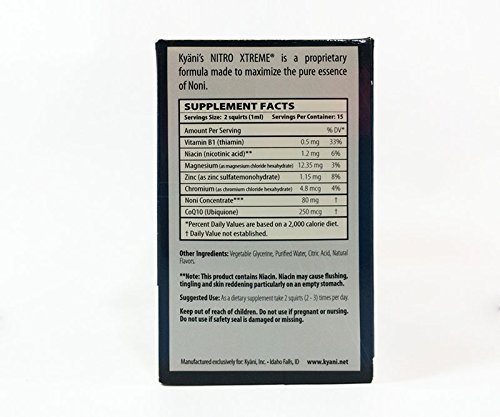 Kyäni's NITRO XTREME® is a proprietary
formula made to maximize the pure essence
of Noni.
SUPPLEMENT FACTS
Servings Size: 2 squirts (1ml) Servings Per Container: 15
Amount Per Serving % DV*
Vitamin B1 (thiamin) 0.5 mg 33%
Niacin (nicotinic acid)** 1.2 mg 6%
Magnesium (as magnesium chloride hexahydrate) 12.35 mg 3%
Zinc (as zinc sulfatemonohydrate) 1.15 mg 8%
Chromium (as chromium chloride hexahydrate) 4.8 mcg 4%
Noni Concentrate*** 80 mg †
CoQ10 (Ubiquione) 250 mcg †
*Percent Daily Values are based on a 2,000 calorie diet.
† Daily Value not established.
Other Ingredients: Vegetable Glycerine, Purified Water, Citric Acid, Natural
Flavors.
**Note: This product contains Niacin. Niacin may cause flushing,
tingling and skin reddening particularly on an empty stomach.
Suggested Use: As a dietary supplement take 2 squirts (2 - 3) times per day.
Keep out of reach of children. Do not use if pregnant or nursing.
Do not use if safety seal is damaged or missing.
Manufactured exclusively for: Kyäni, Inc. - Idaho Falls, ID www.kyani.net